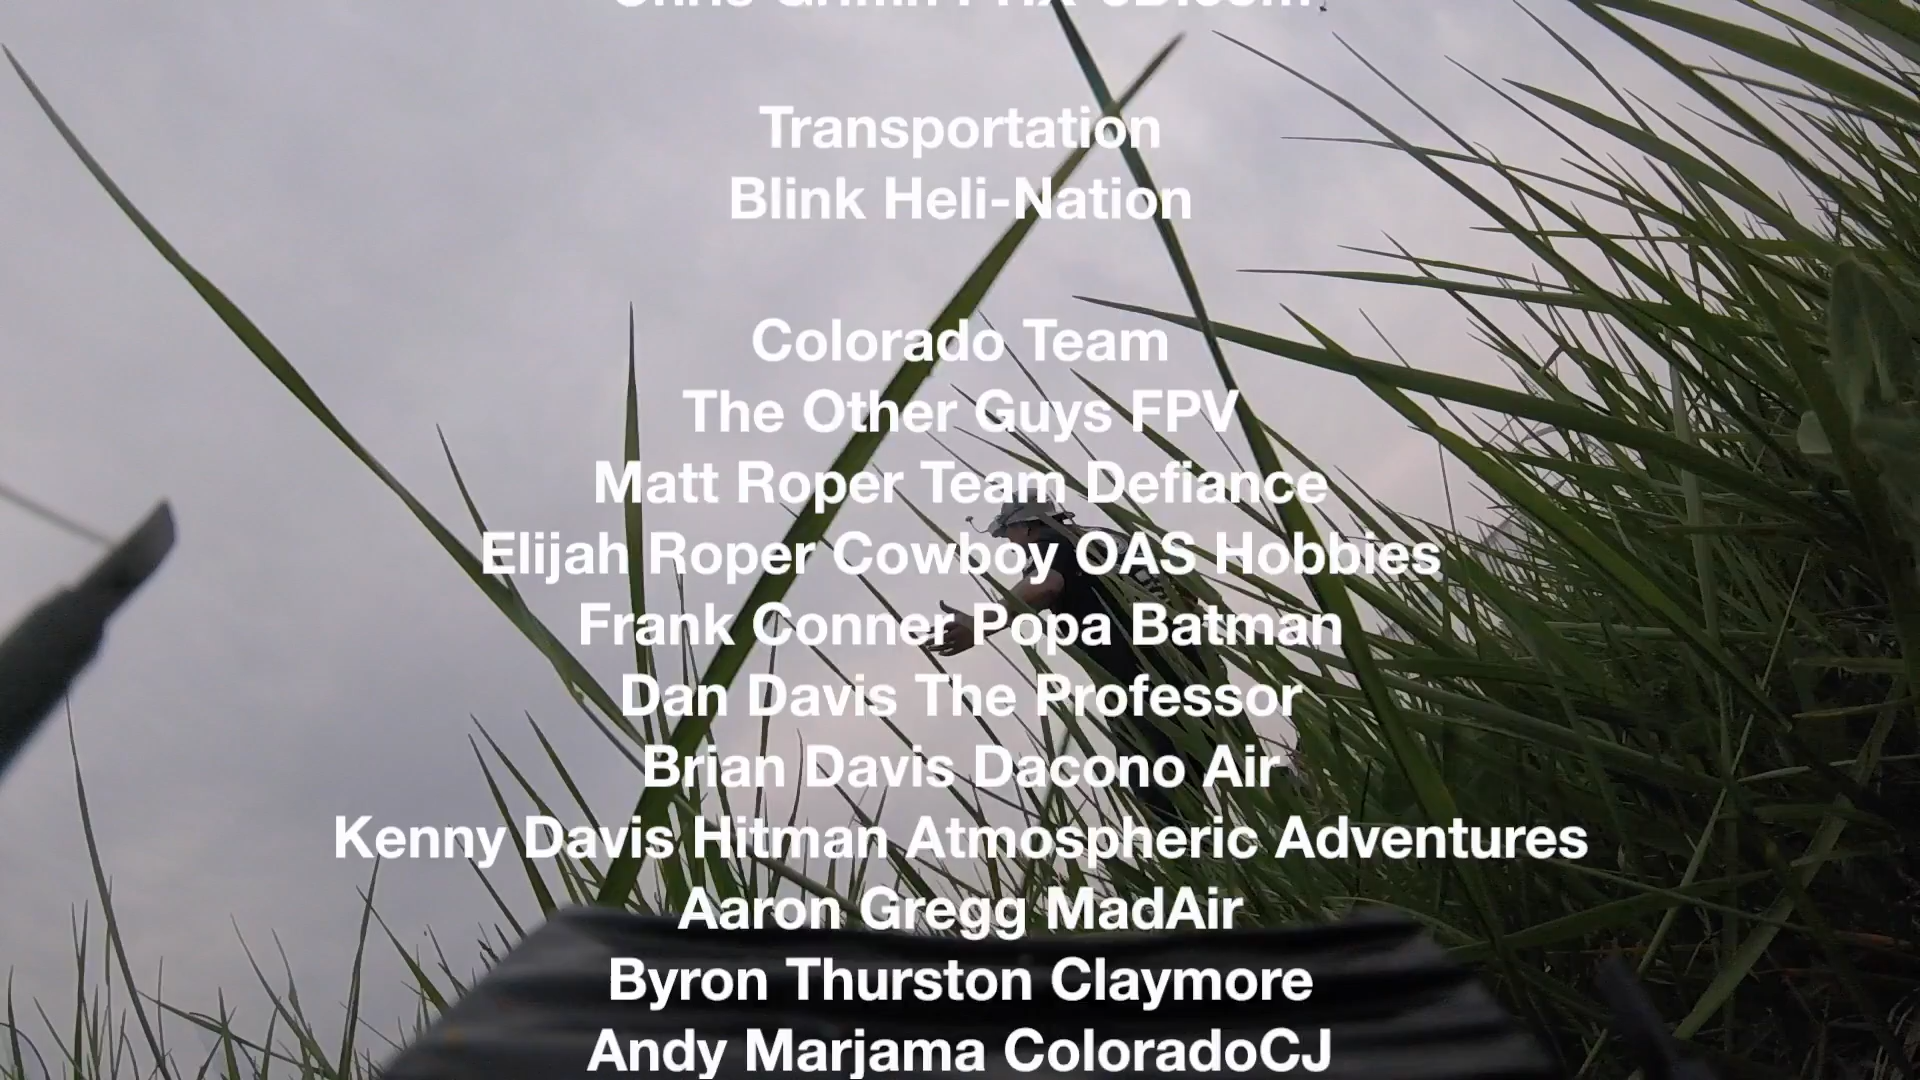 Transportation
Blink Heli-Nation
Colorado Team
The Other Guys FPV
Matt Roper Team Defiance
Elijah Roper Cowboy OAS Hobbies
Frank Conner Popa Batman
Dan Davis The Professor
Brian Davis Dacono Air
Kenny Davis Hitman Atmospheric Adventures
Aaron Gregg MadAir
Byron Thurston Claymore
Andy Marjama ColoradoCJ